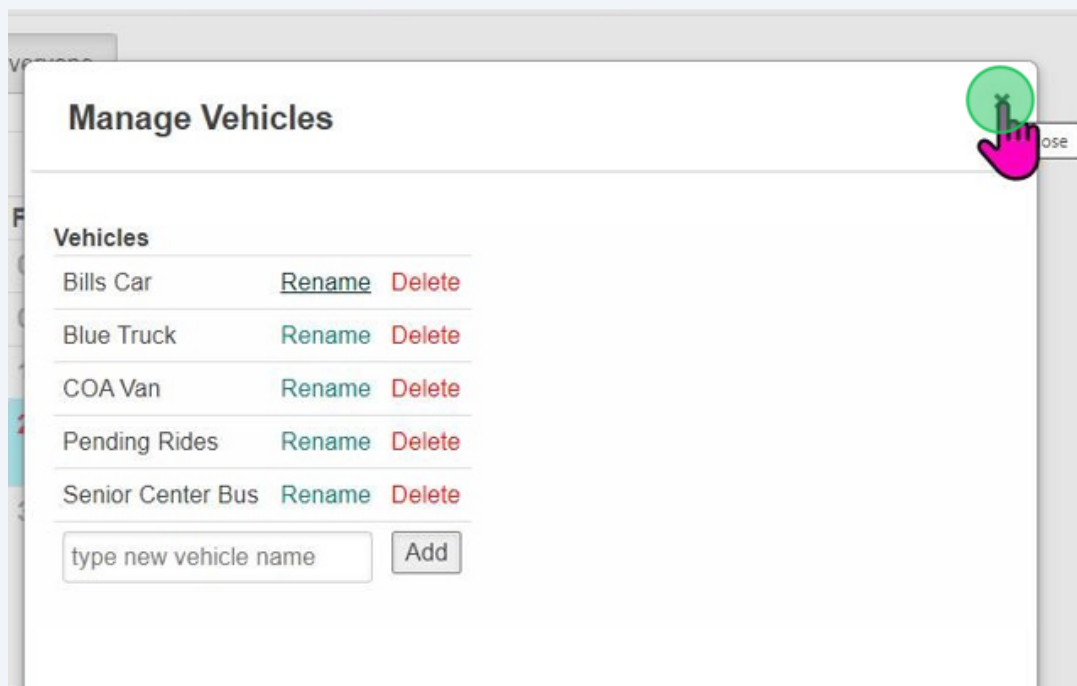 Manage Vehicles
×
ose
F
Vehicles
Bills Car Rename Delete
Blue Truck Rename Delete
COA Van Rename Delete
Pending Rides Rename Delete
Senior Center Bus Rename Delete
type new vehicle name Add